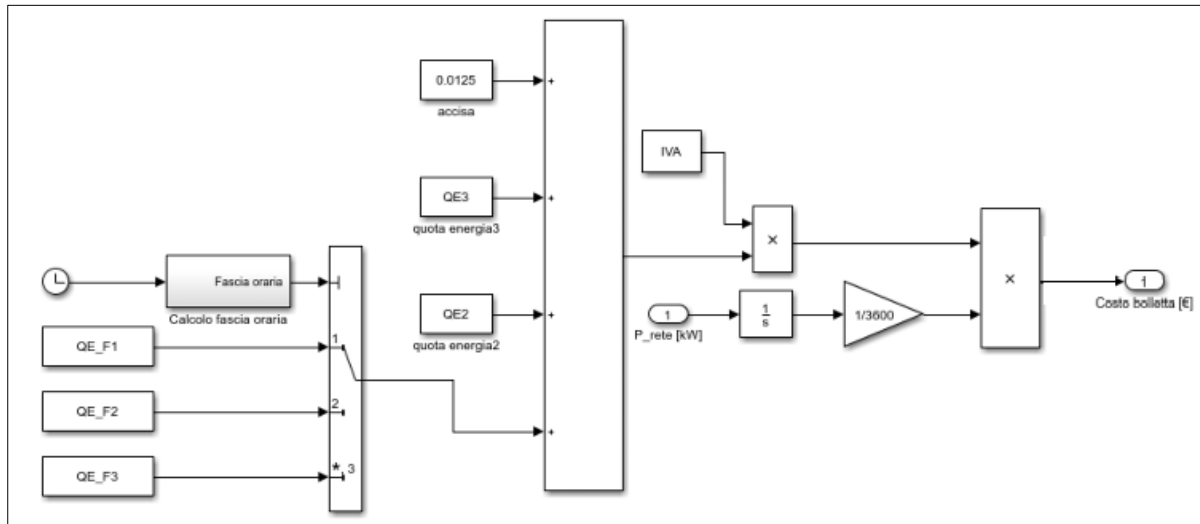 0.0125
accisa
+
QE3
quota energia3
+
QE2
quota energia2
+
+
Fascia oraria
Calcolo fascia oraria
QE_F1
1
QE_F2
2
QE_F3
* 3
IVA
×
1
P_rete [kW]
1
s
1/3600
×
1
Costo bolletta [€]